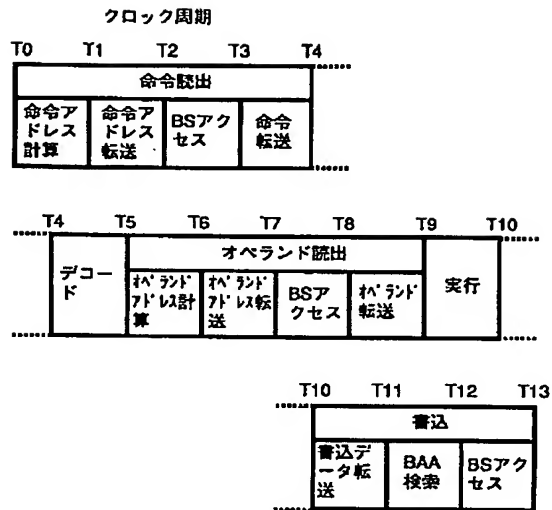 クロック周期
T0 T1 T2 T3 T4
命令読出
命令ア
ドレス
計算
命令ア
ドレス
転送
BSアク
セス
命令
転送
T4 T5 T6 T7 T8 T9 T10
デコー
ド
オペランド読出
オペランド
アドレス計
算
オペランド
アドレス転
送
BSア
クセス
オペランド
転送
実行
T10 T11 T12 T13
書込
書込デ
ータ転
送
BAA
検索
BSアク
セス